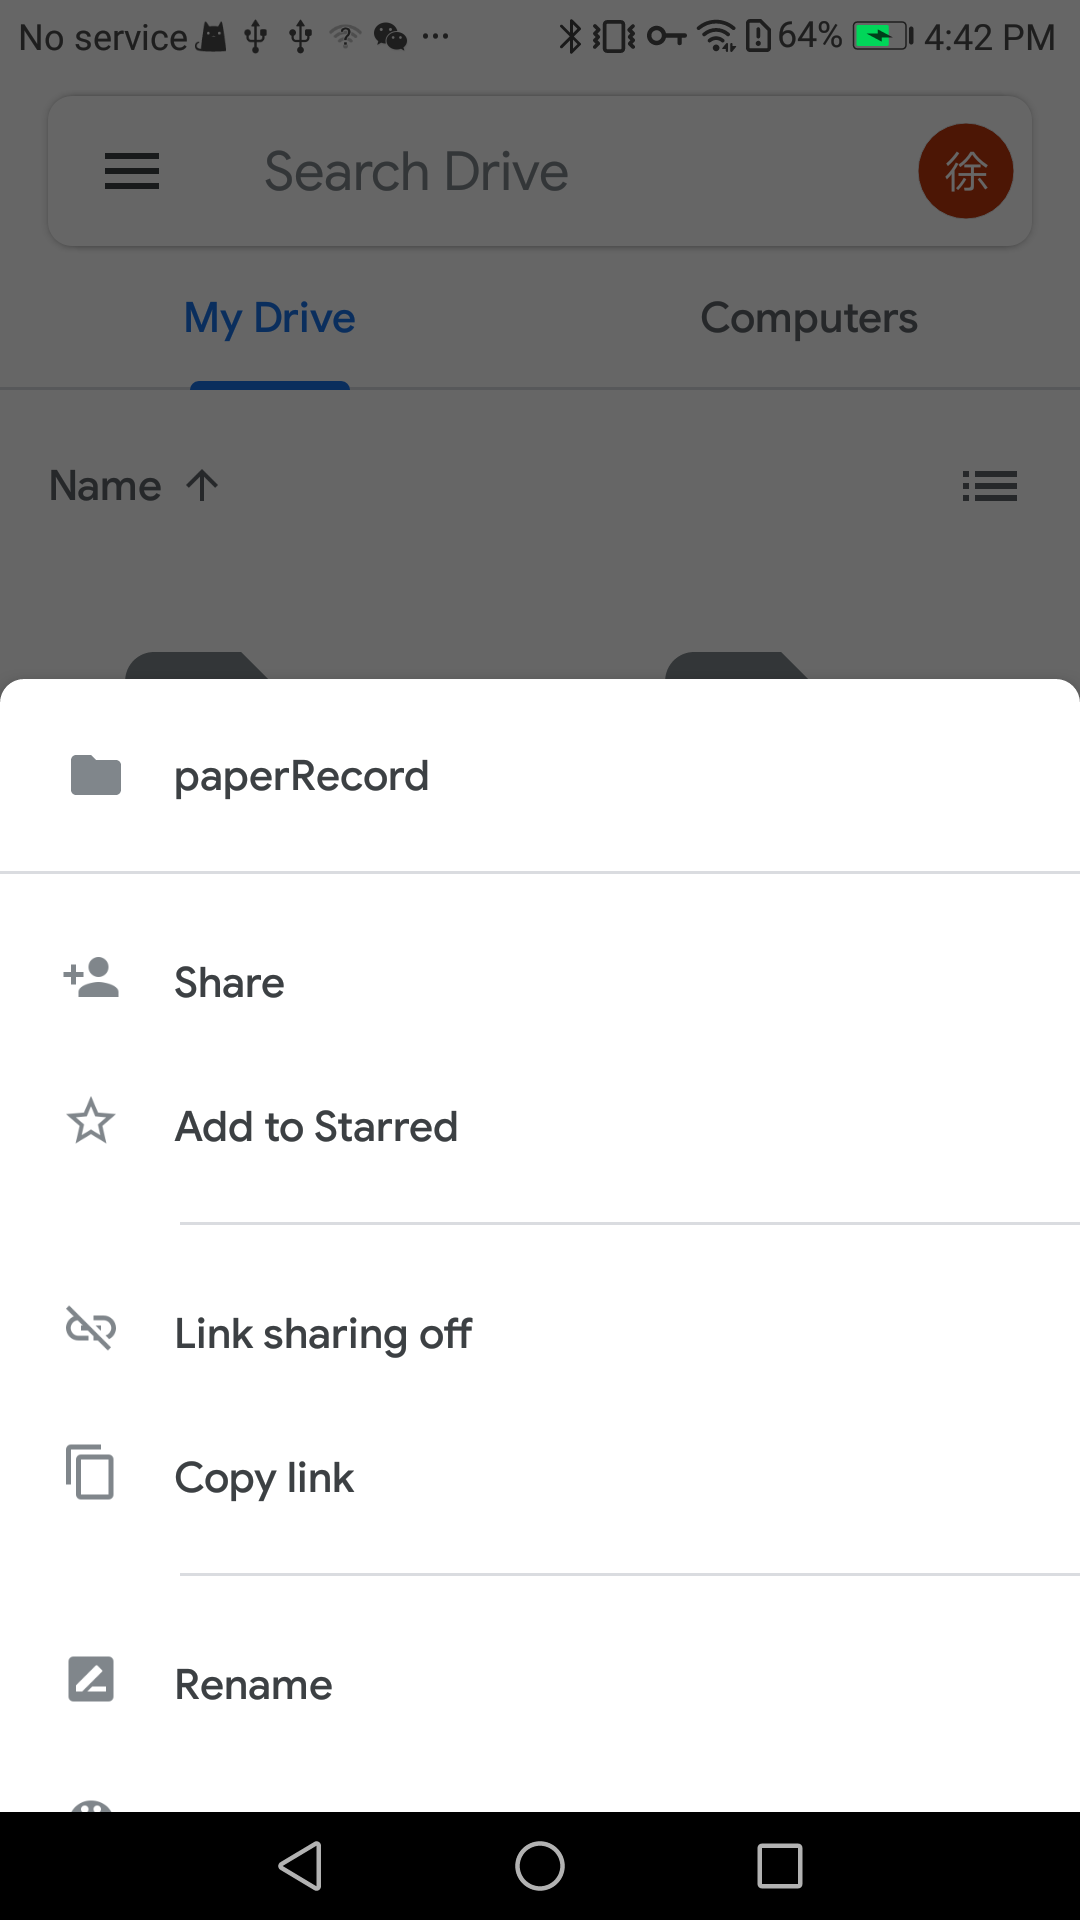 No service 64% 4:42 PM
Search Drive 徐
My Drive Computers
Name
paperRecord
Share
Add to Starred
Link sharing off
Copy link
Rename